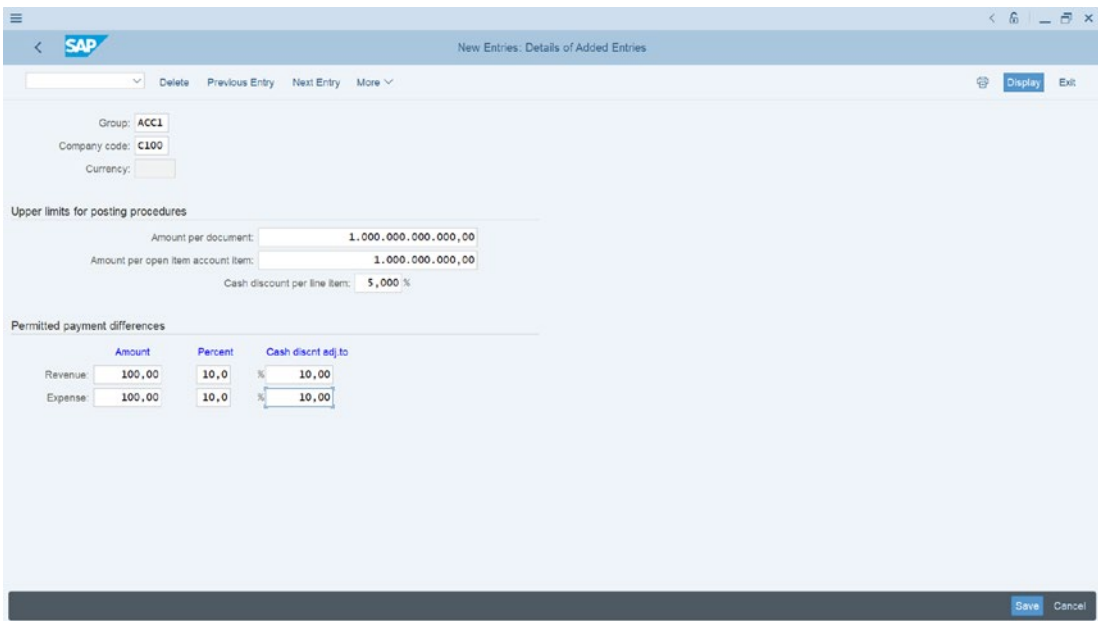 SAP
New Entries: Details of Added Entries
Delete Previous Entry Next Entry More Display Exit
Group: ACC1
Company code: C100
Currency:
Upper limits for posting procedures
Amount per document: 1.000.000.000.000,00
Amount per open item account item: 1.000.000.000,00
Cash discount per line item: 5,000 %
Permitted payment differences
Amount Percent Cash discnt adj.to
Revenue: 100,00 10,0 % 10,00
Expense: 100,00 10,0 % 10,00
Save Cancel